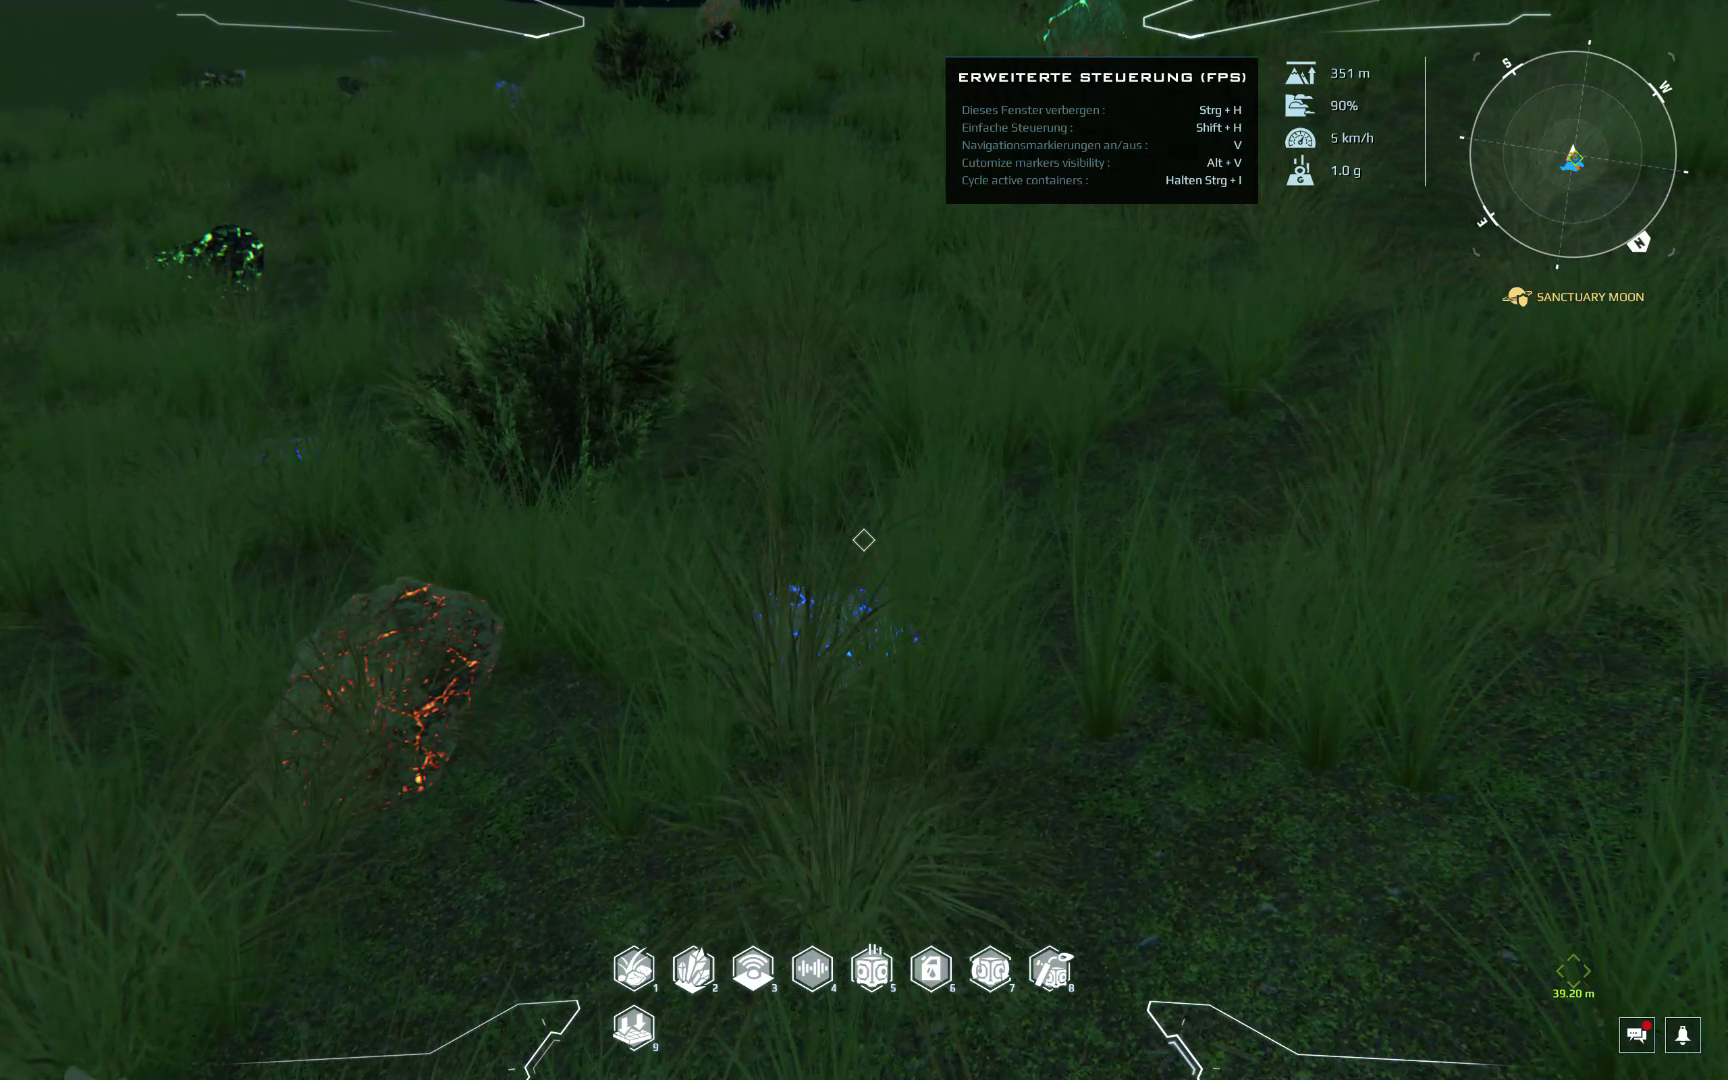 ERWEITERTE STEUERUNG (FPS)
Dieses Fenster verbergen : Strg + H
Einfache Steuerung : Shift + H
Navigationsmarkierungen an/aus : V
Cutomize markers visibility : Alt + V
Cycle active containers : Halten Strg + I
351 m
90%
5 km/h
1.0 g
G
S
W
E
N
SANCTUARY MOON
1
2
3
4
5
6
7
8
9
39.20 m